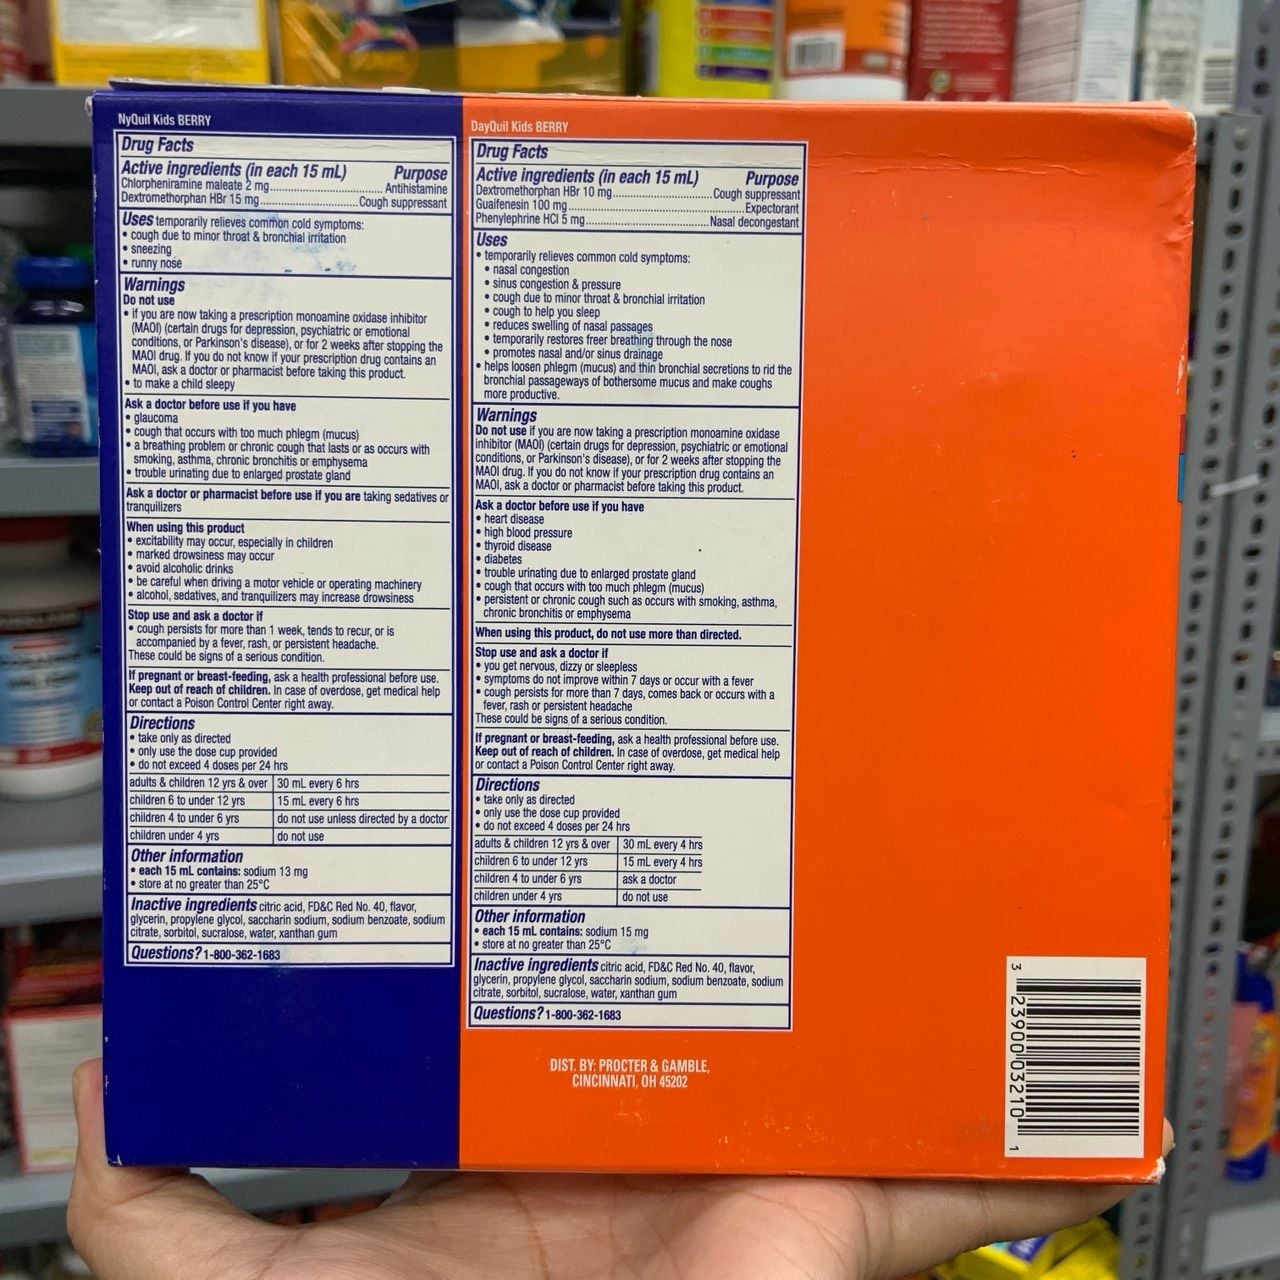 NyQuil Kids BERRY
Drug Facts
Active ingredients (in each 15 mL) Purpose
Chlorpheniramine maleate 2 mg.............................. Antihistamine
Dextromethorphan HBr 15 mg.......................... Cough suppressant
Uses temporarily relieves common cold symptoms:
• cough due to minor throat & bronchial irritation
• sneezing
• runny nose
Warnings
Do not use
• if you are now taking a prescription monoamine oxidase inhibitor
(MAOI) (certain drugs for depression, psychiatric or emotional
conditions, or Parkinson's disease), or for 2 weeks after stopping the
MAOI drug. If you do not know if your prescription drug contains an
MAOI, ask a doctor or pharmacist before taking this product.
• to make a child sleepy
Ask a doctor before use if you have
• glaucoma
• cough that occurs with too much phlegm (mucus)
• a breathing problem or chronic cough that lasts or as occurs with
smoking, asthma, chronic bronchitis or emphysema
• trouble urinating due to enlarged prostate gland
Ask a doctor or pharmacist before use if you are taking sedatives or
tranquilizers
When using this product
• excitability may occur, especially in children
• marked drowsiness may occur
• avoid alcoholic drinks
• be careful when driving a motor vehicle or operating machinery
• alcohol, sedatives, and tranquilizers may increase drowsiness
Stop use and ask a doctor if
• cough persists for more than 1 week, tends to recur, or is
accompanied by a fever, rash, or persistent headache.
These could be signs of a serious condition.
If pregnant or breast-feeding, ask a health professional before use.
Keep out of reach of children. In case of overdose, get medical help
or contact a Poison Control Center right away.
Directions
• take only as directed
• only use the dose cup provided
• do not exceed 4 doses per 24 hrs
adults & children 12 yrs & over 30 mL every 6 hrs
children 6 to under 12 yrs 15 mL every 6 hrs
children 4 to under 6 yrs do not use unless directed by a doctor
children under 4 yrs do not use
Other information
• each 15 mL contains: sodium 13 mg
• store at no greater than 25°C
Inactive ingredients citric acid, FD&C Red No. 40, flavor,
glycerin, propylene glycol, saccharin sodium, sodium benzoate, sodium
citrate, sorbitol, sucralose, water, xanthan gum
Questions? 1-800-362-1683
DayQuil Kids BERRY
Drug Facts
Active ingredients (in each 15 mL) Purpose
Dextromethorphan HBr 10 mg.......................... Cough suppressant
Guaifenesin 100 mg............................................. Expectorant
Phenylephrine HCl 5 mg................................ Nasal decongestant
Uses
• temporarily relieves common cold symptoms:
• nasal congestion
• sinus congestion & pressure
• cough due to minor throat & bronchial irritation
• cough to help you sleep
• reduces swelling of nasal passages
• temporarily restores freer breathing through the nose
• promotes nasal and/or sinus drainage
• helps loosen phlegm (mucus) and thin bronchial secretions to rid the
bronchial passageways of bothersome mucus and make coughs
more productive.
Warnings
Do not use if you are now taking a prescription monoamine oxidase
inhibitor (MAOI) (certain drugs for depression, psychiatric or emotional
conditions, or Parkinson's disease), or for 2 weeks after stopping the
MAOI drug. If you do not know if your prescription drug contains an
MAOI, ask a doctor or pharmacist before taking this product.
Ask a doctor before use if you have
• heart disease
• high blood pressure
• thyroid disease
• diabetes
• trouble urinating due to enlarged prostate gland
• cough that occurs with too much phlegm (mucus)
• persistent or chronic cough such as occurs with smoking, asthma,
chronic bronchitis or emphysema
When using this product, do not use more than directed.
Stop use and ask a doctor if
• you get nervous, dizzy or sleepless
• symptoms do not improve within 7 days or occur with a fever
• cough persists for more than 7 days, comes back or occurs with a
fever, rash or persistent headache
These could be signs of a serious condition.
If pregnant or breast-feeding, ask a health professional before use.
Keep out of reach of children. In case of overdose, get medical help
or contact a Poison Control Center right away.
Directions
• take only as directed
• only use the dose cup provided
• do not exceed 4 doses per 24 hrs
adults & children 12 yrs & over 30 mL every 4 hrs
children 6 to under 12 yrs 15 mL every 4 hrs
children 4 to under 6 yrs ask a doctor
children under 4 yrs do not use
Other information
• each 15 mL contains: sodium 15 mg
• store at no greater than 25°C
Inactive ingredients citric acid, FD&C Red No. 40, flavor,
glycerin, propylene glycol, saccharin sodium, sodium benzoate, sodium
citrate, sorbitol, sucralose, water, xanthan gum
Questions? 1-800-362-1683
DIST. BY: PROCTER & GAMBLE,
CINCINNATI, OH 45202
3 23900 03210 1